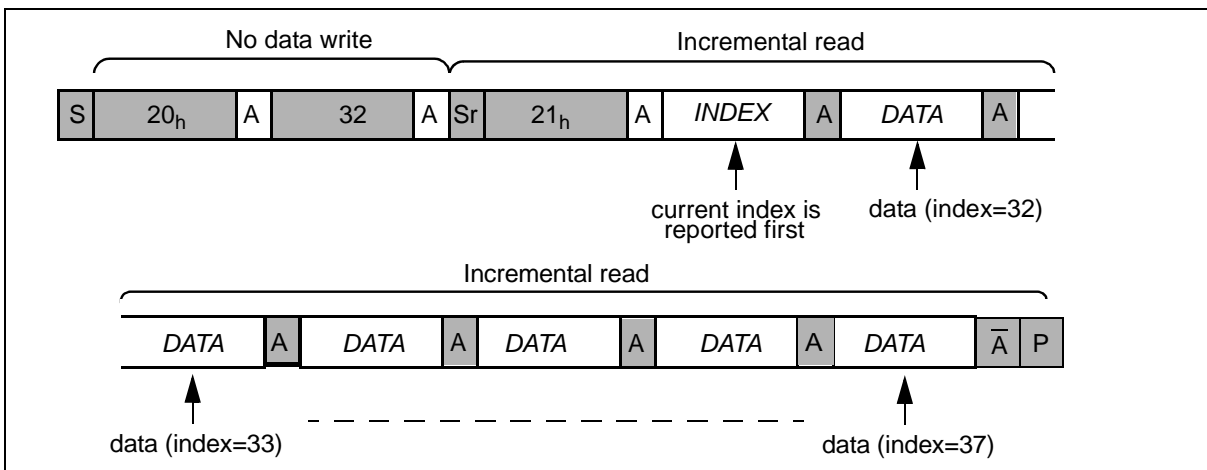 No data write Incremental read
S 20h A 32 A Sr 21h A INDEX A DATA A
current index is data (index=32)
reported first
Incremental read
DATA A DATA A DATA A DATA A DATA A̅ P
data (index=33) data (index=37)